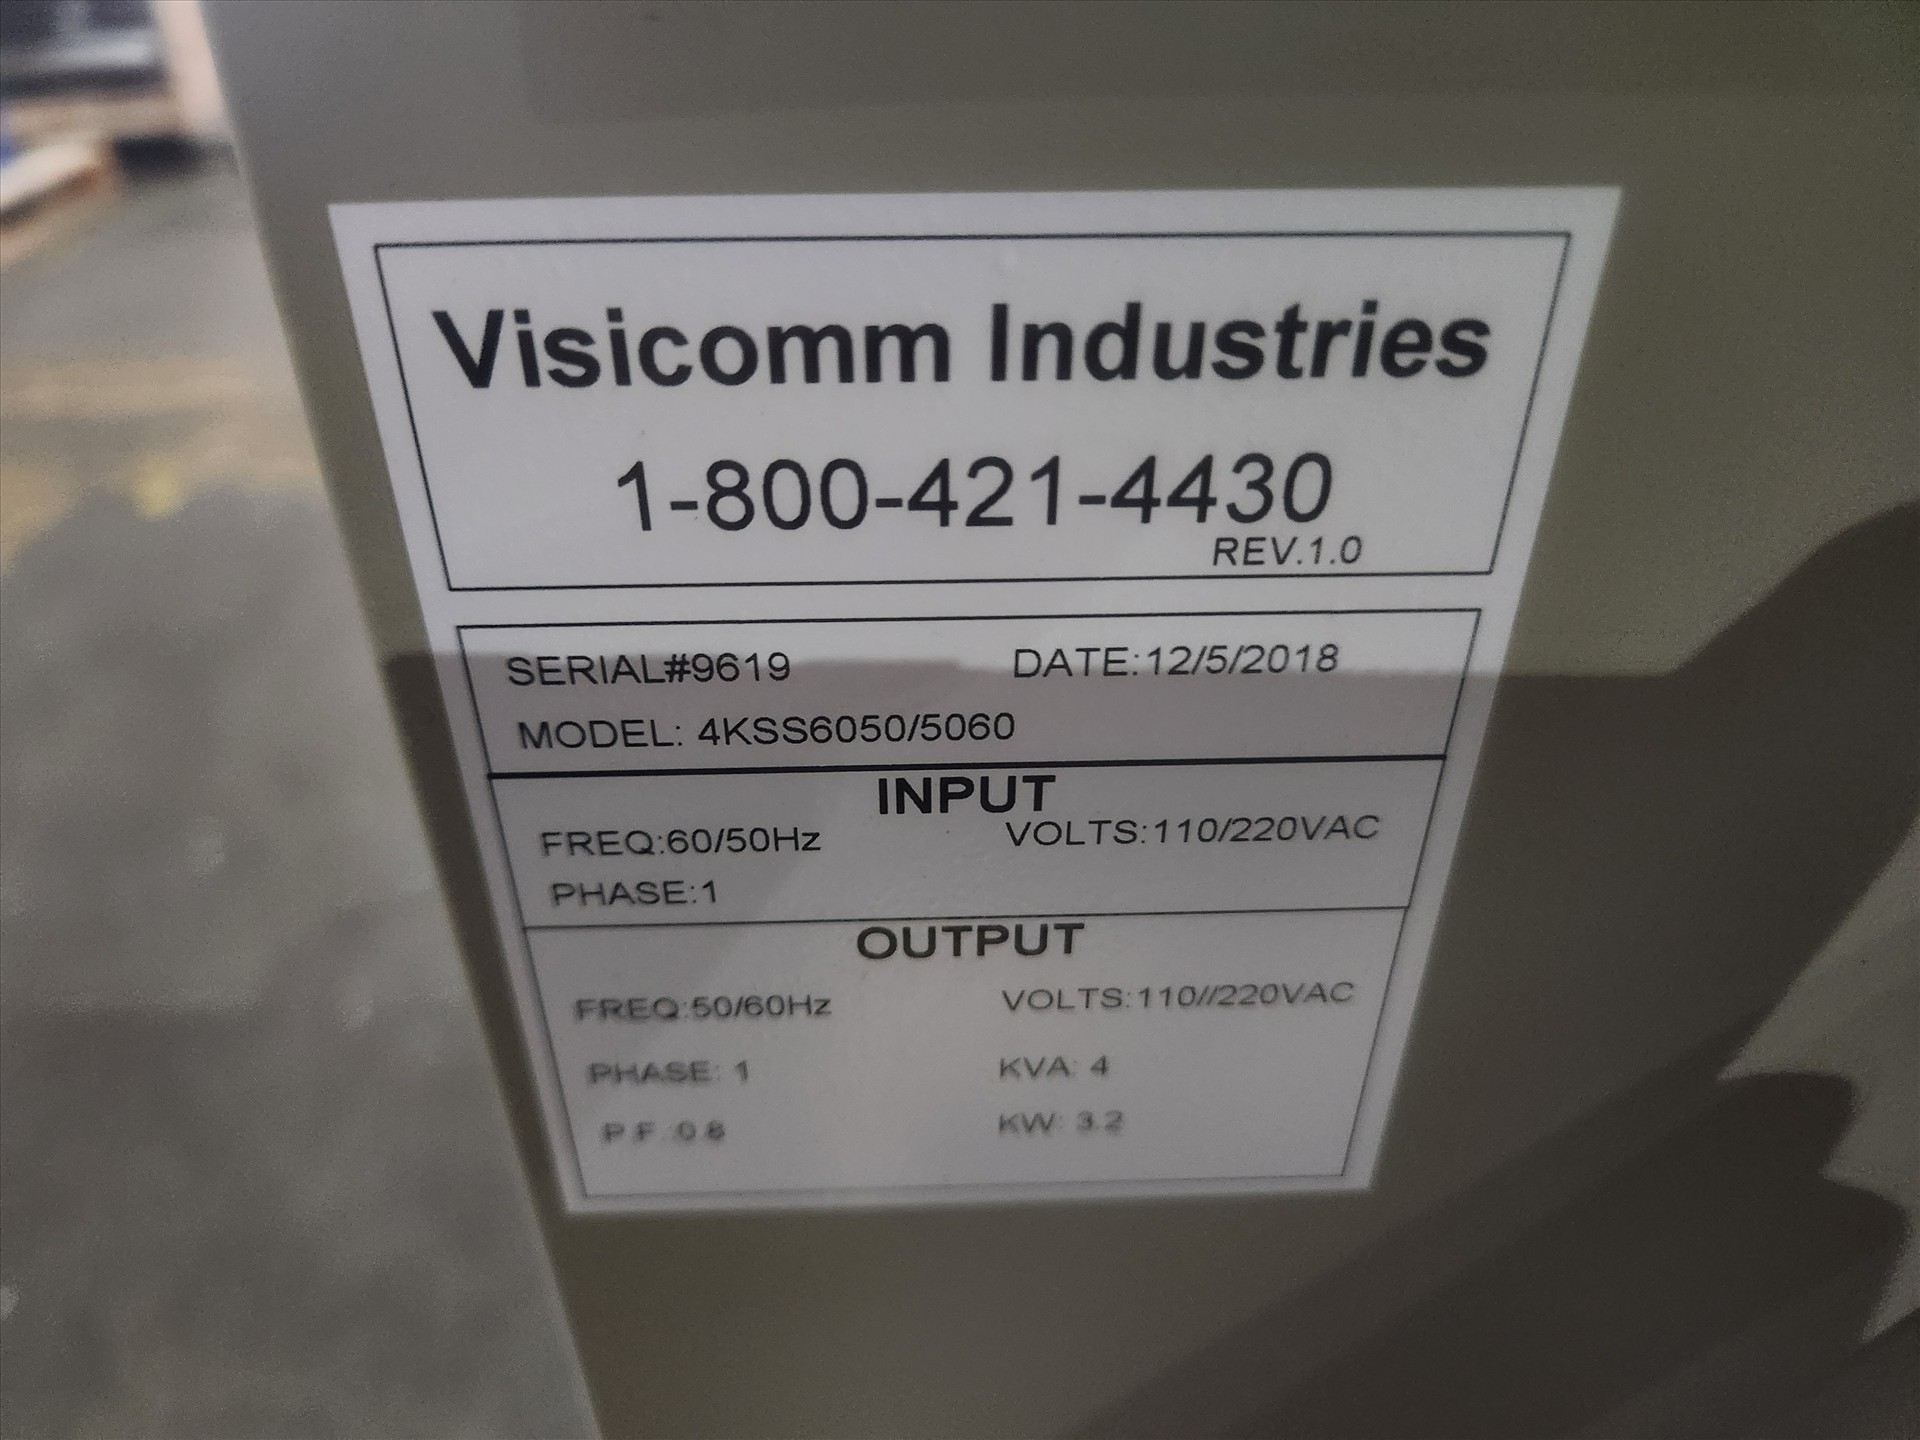 Visicomm Industries
1-800-421-4430
REV.1.0
SERIAL#9619 DATE:12/5/2018
MODEL: 4KSS6050/5060
INPUT
FREQ:60/50Hz VOLTS:110/220VAC
PHASE:1
OUTPUT
FREQ:50/60Hz VOLTS:110//220VAC
PHASE: 1 KVA: 4
P.F.:0.8 KW: 3.2